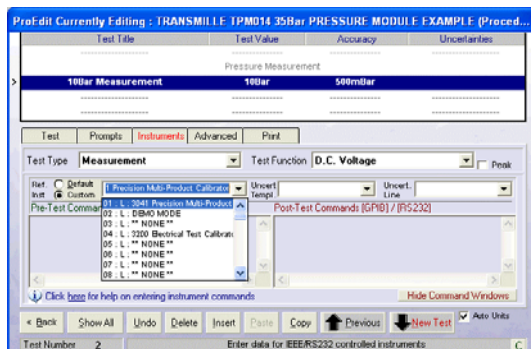 ProEdit Currently Editing : TRANSMILLE TPM014 35Bar PRESSURE MODULE EXAMPLE (Proced...
Test Title Test Value Accuracy Uncertainties
Pressure Measurement
> 10Bar Measurement 10Bar 500mBar
Test Prompts Instruments Advanced Print
Test Type Measurement Test Function D.C. Voltage Peak
Ref. Default Uncert. Uncert.
Inst Custom 1 Precision Multi-Product Calibrator Templ Line
Pre-Test Comman Post-Test Commands (GPIB) / (RS232)
01 : L : 3041 Precision Multi-Product
02 : L : DEMO MODE
03 : L : ** NONE **
04 : L : 3200 Electrical Test Calibrato
05 : L : ** NONE **
06 : L : ** NONE **
07 : L : ** NONE **
08 : L : ** NONE **
Click here for help on entering instrument commands Hide Command Windows
< Back Show All Undo Delete Insert Paste Copy Previous New Test Auto Units
Test Number 2 Enter data for IEEE/RS232 controlled instruments C